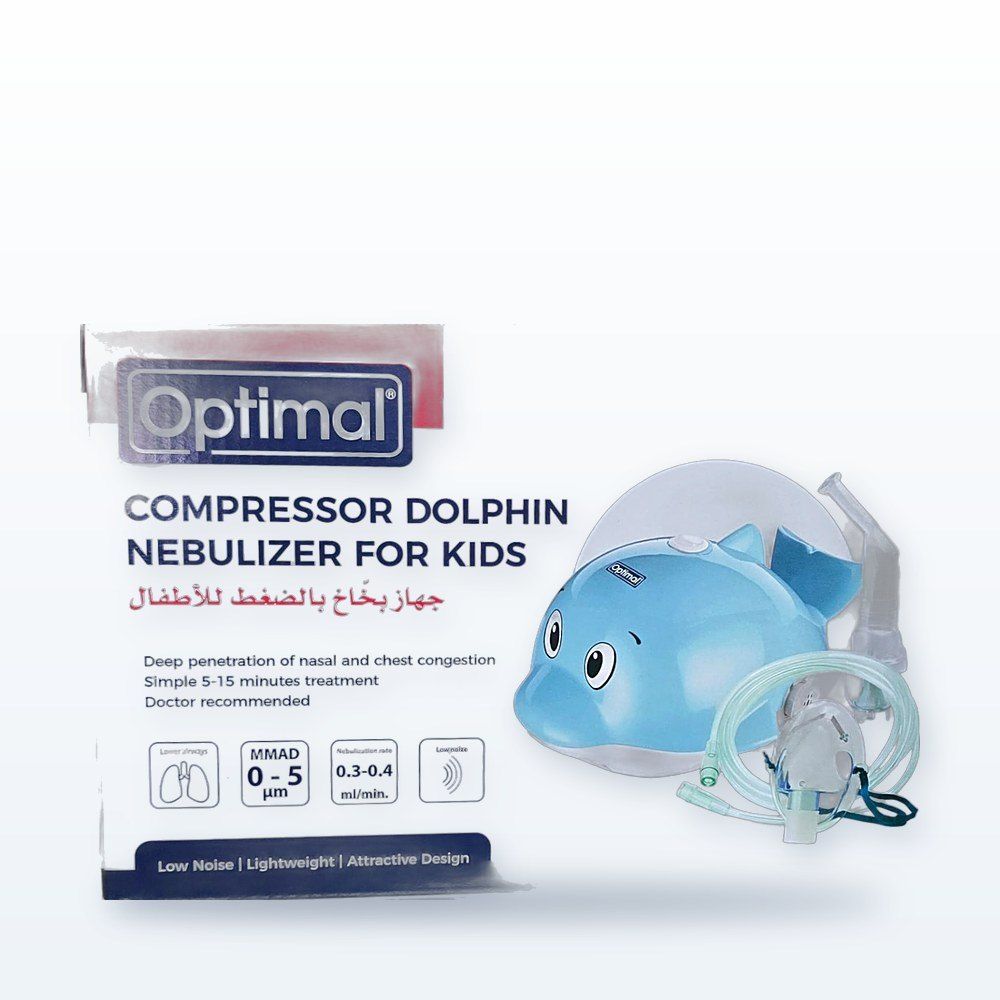 Optimal®
COMPRESSOR DOLPHIN
NEBULIZER FOR KIDS
جهاز بخّاخ بالضغط للأطفال
Deep penetration of nasal and chest congestion
Simple 5-15 minutes treatment
Doctor recommended
Lower airways
MMAD
0 - 5
µm
Nebulization rate
0.3-0.4
ml/min.
Low noise
Low Noise | Lightweight | Attractive Design
Optimal